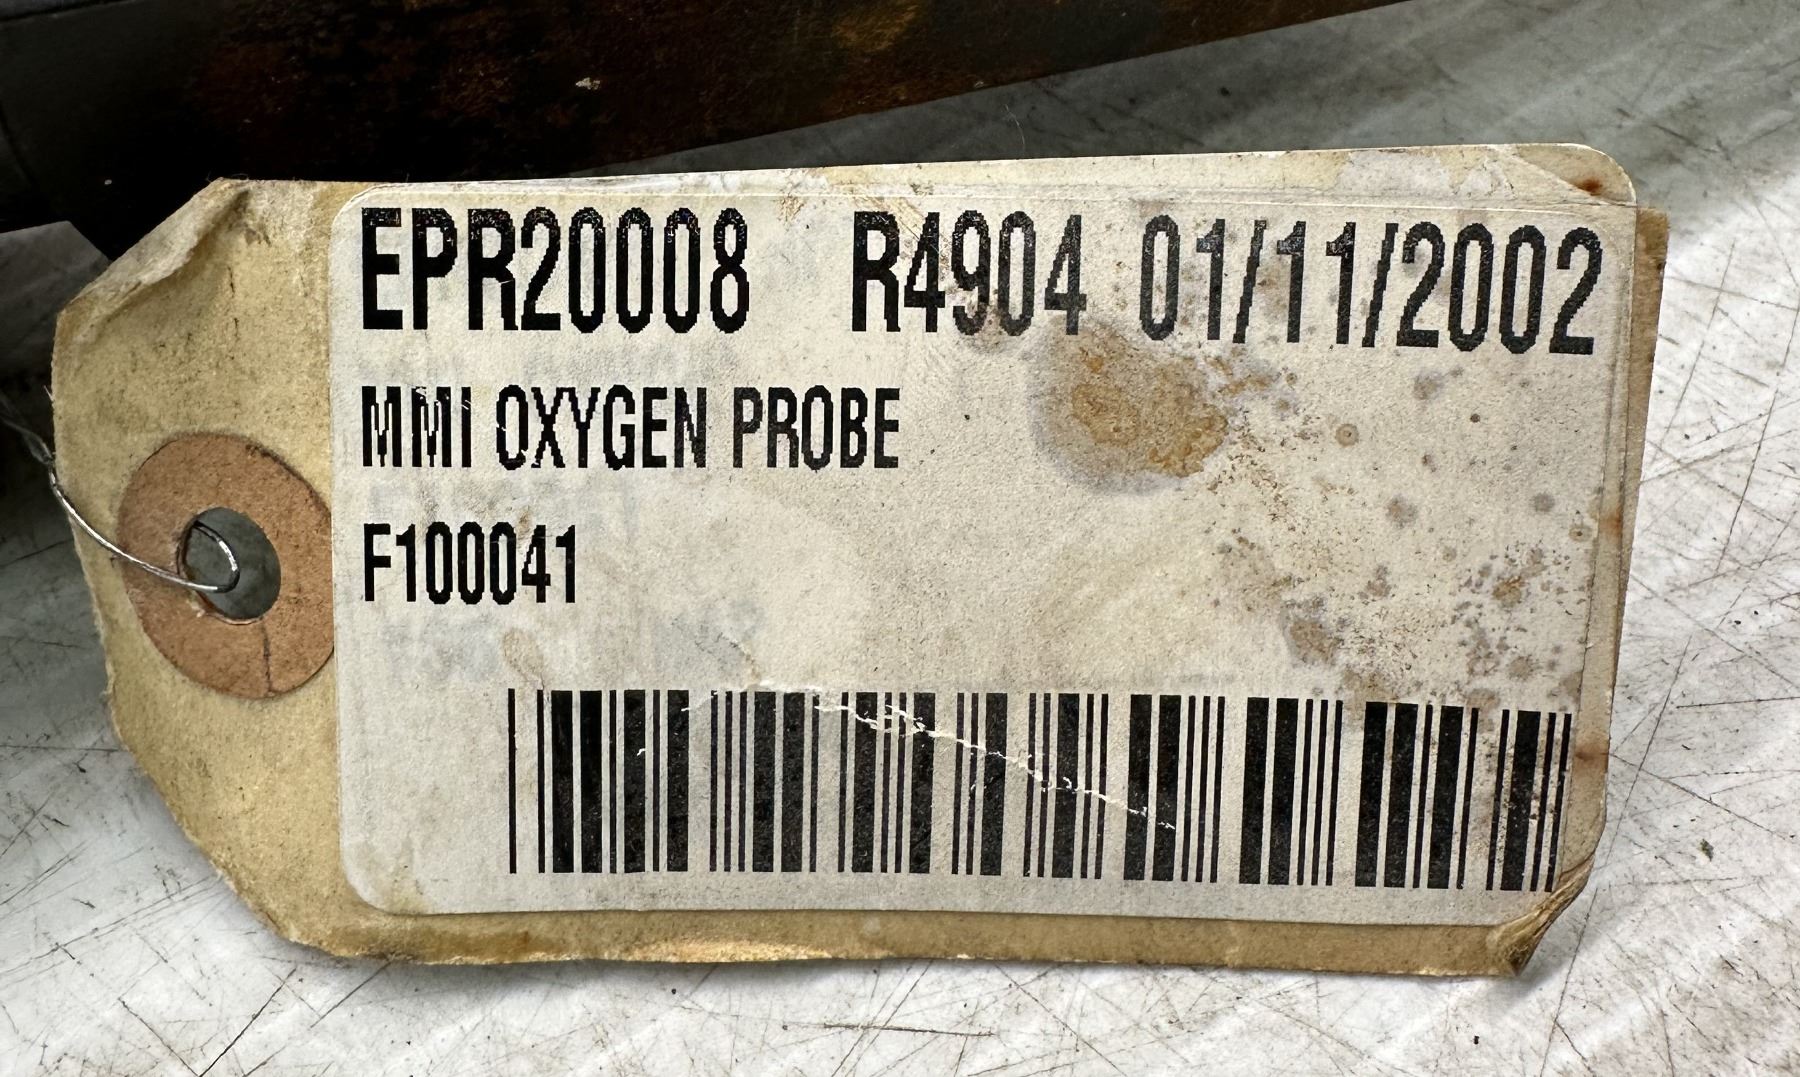 EPR20008 R4904 01/11/2002
MMI OXYGEN PROBE
F100041